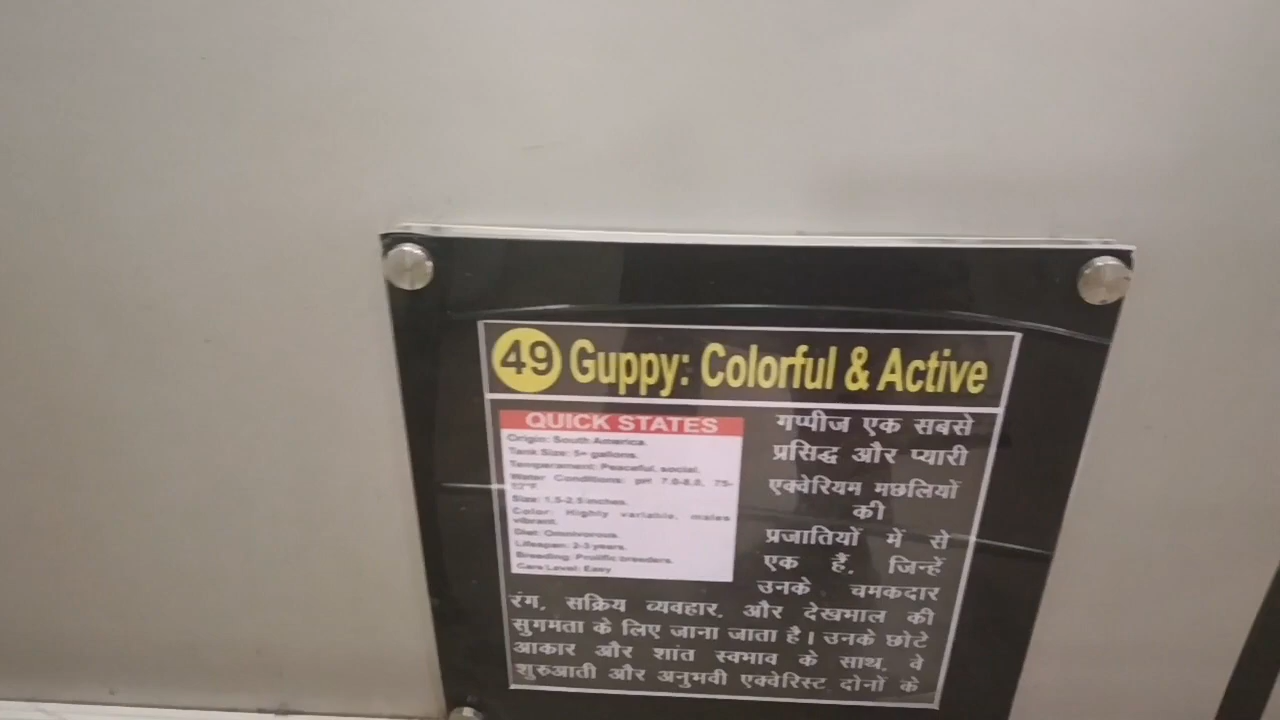 49 Guppy: Colorful & Active
QUICK STATES
Origin: South America.
Tank Size: 5+ gallons.
Temperament: Peaceful, social.
Water Conditions: pH 7.0-8.0, 75-
82°F.
Size: 1.5-2.5 inches.
Color: Highly variable, males
vibrant.
Diet: Omnivorous.
Lifespan: 2-3 years.
Breeding: Prolific breeders.
Care Level: Easy
गप्पीज एक सबसे
प्रसिद्ध और प्यारी
एक्वेरियम मछलियों
की
प्रजातियों में से
एक हैं, जिन्हें
उनके चमकदार
रंग, सक्रिय व्यवहार, और देखभाल की
सुगमता के लिए जाना जाता है। उनके छोटे
आकार और शांत स्वभाव के साथ, वे
शुरुआती और अनुभवी एक्वेरिस्ट दोनों के